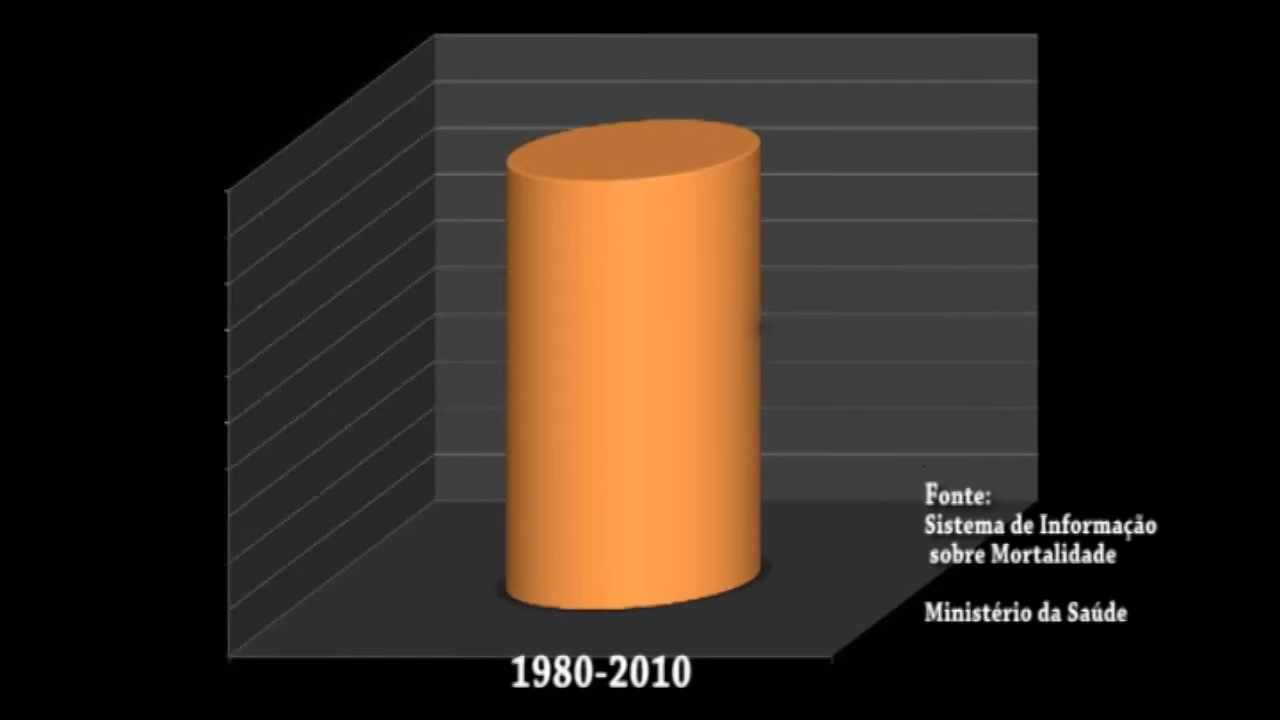 Fonte:
Sistema de Informação
sobre Mortalidade
Ministério da Saúde
1980-2010